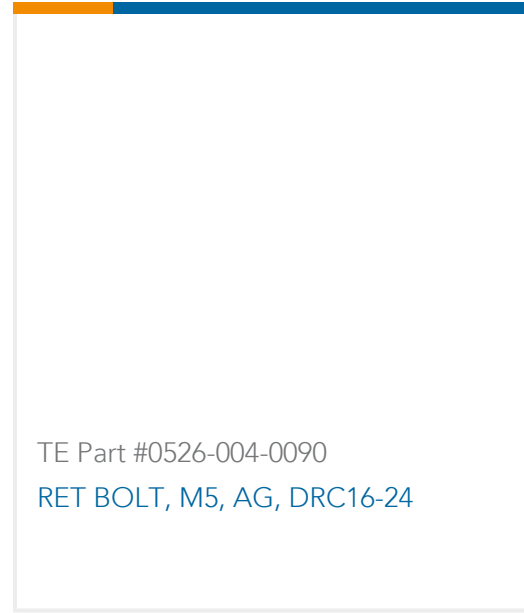 TE Part #0526-004-0090
RET BOLT, M5, AG, DRC16-24